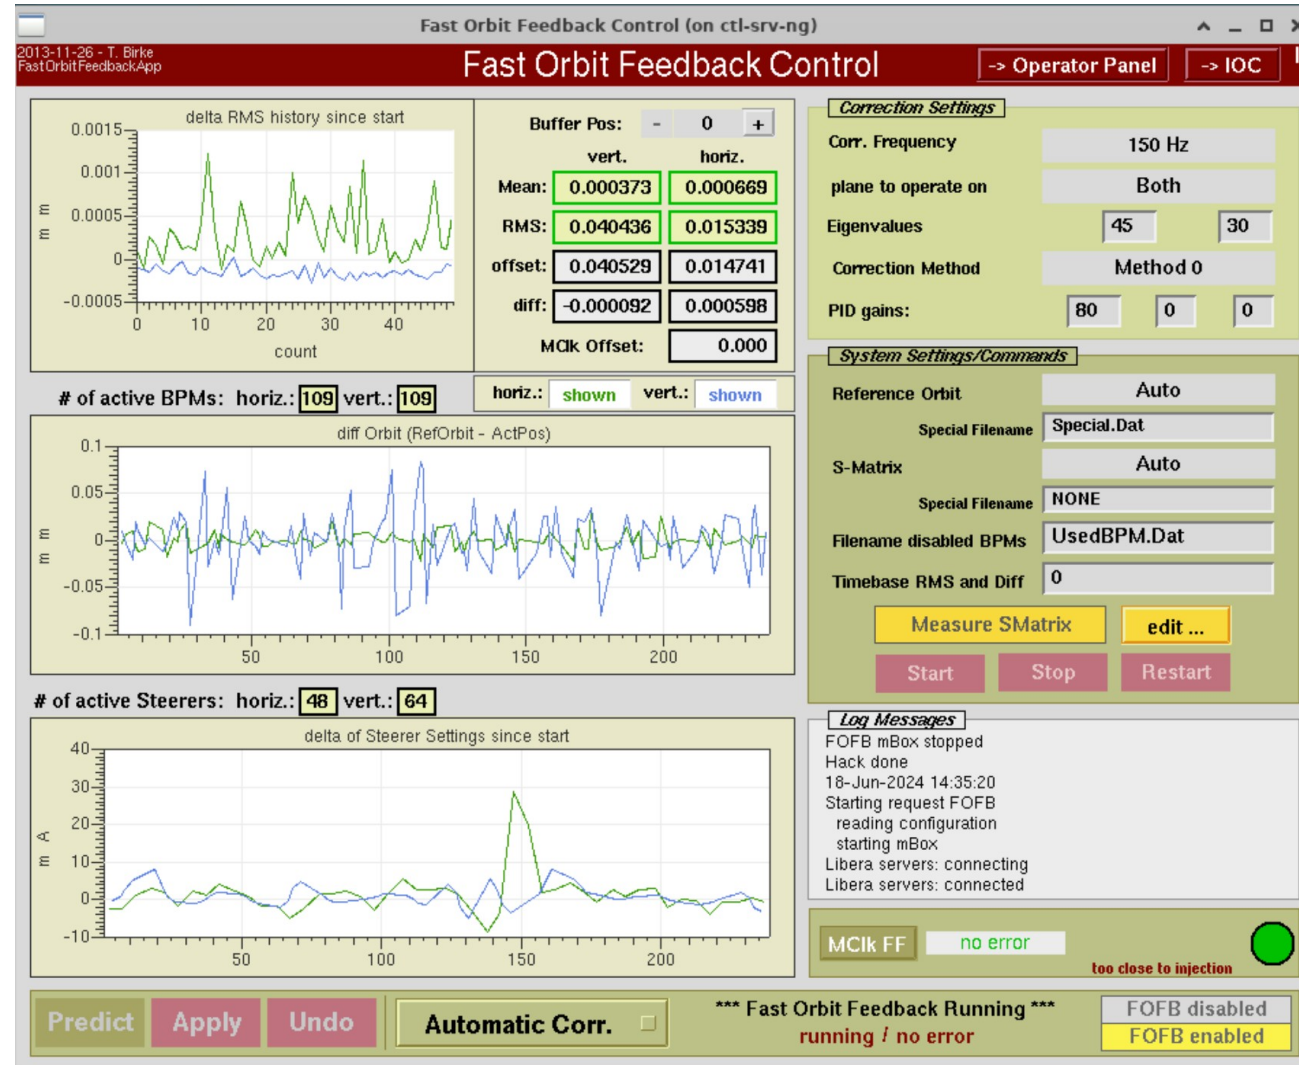 Fast Orbit Feedback Control (on ctl-srv-ng)
2013-11-26 - T. Birke
FastOrbitFeedbackApp
Fast Orbit Feedback Control
-> Operator Panel
-> IOC
delta RMS history since start
0.0015
0.001
0.0005
0
-0.0005
m m
0 10 20 30 40
count
Buffer Pos: - 0 +
vert. horiz.
Mean: 0.000373 0.000669
RMS: 0.040436 0.015339
offset: 0.040529 0.014741
diff: -0.000092 0.000598
MClk Offset: 0.000
# of active BPMs: horiz.: 109 vert.: 109
horiz.: shown vert.: shown
diff Orbit (RefOrbit - ActPos)
0.1
0.05
0
-0.05
-0.1
m m
50 100 150 200
# of active Steerers: horiz.: 48 vert.: 64
delta of Steerer Settings since start
40
30
20
10
0
-10
m A
50 100 150 200
Correction Settings
Corr. Frequency 150 Hz
plane to operate on Both
Eigenvalues 45 30
Correction Method Method 0
PID gains: 80 0 0
System Settings/Commands
Reference Orbit Auto
Special Filename Special.Dat
S-Matrix Auto
Special Filename NONE
Filename disabled BPMs UsedBPM.Dat
Timebase RMS and Diff 0
Measure SMatrix edit ...
Start Stop Restart
Log Messages
FOFB mBox stopped
Hack done
18-Jun-2024 14:35:20
Starting request FOFB
reading configuration
starting mBox
Libera servers: connecting
Libera servers: connected
MClk FF no error
too close to injection
Predict Apply Undo
Automatic Corr.
*** Fast Orbit Feedback Running ***
running / no error
FOFB disabled
FOFB enabled